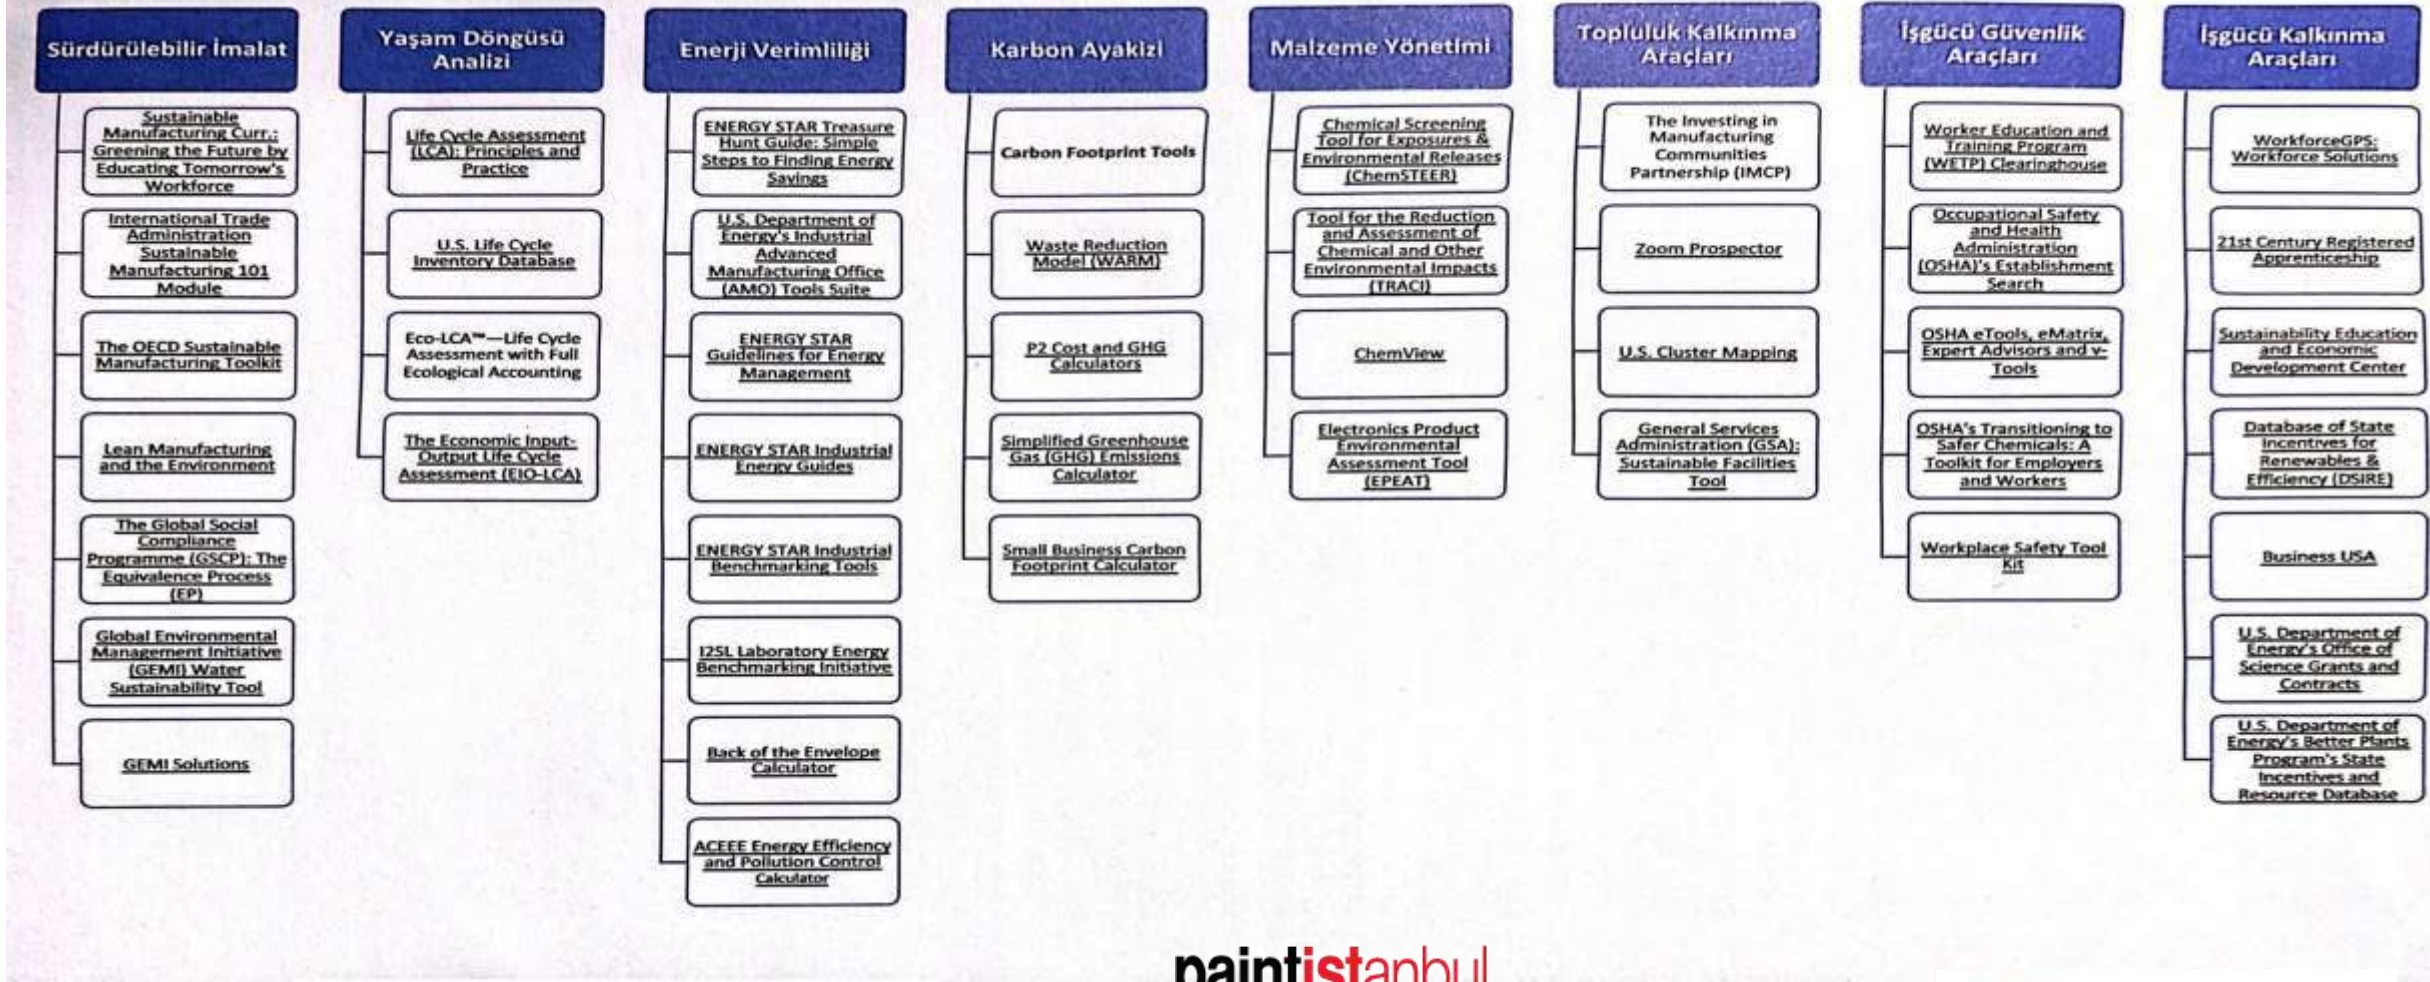 Sürdürülebilir İmalat
Sustainable
Manufacturing Curr.:
Greening the Future by
Educating Tomorrow's
Workforce
International Trade
Administration
Sustainable
Manufacturing 101
Module
The OECD Sustainable
Manufacturing Toolkit
Lean Manufacturing
and the Environment
The Global Social
Compliance
Programme (GSCP): The
Equivalence Process
(EP)
Global Environmental
Management Initiative
(GEMI) Water
Sustainability Tool
GEMI Solutions
Yaşam Döngüsü
Analizi
Life Cycle Assessment
(LCA): Principles and
Practice
U.S. Life Cycle
Inventory Database
Eco-LCA™—Life Cycle
Assessment with Full
Ecological Accounting
The Economic Input-
Output Life Cycle
Assessment (EIO-LCA)
Enerji Verimliliği
ENERGY STAR Treasure
Hunt Guide: Simple
Steps to Finding Energy
Savings
U.S. Department of
Energy's Industrial
Advanced
Manufacturing Office
(AMO) Tools Suite
ENERGY STAR
Guidelines for Energy
Management
ENERGY STAR Industrial
Energy Guides
ENERGY STAR Industrial
Benchmarking Tools
I2SL Laboratory Energy
Benchmarking Initiative
Back of the Envelope
Calculator
ACEEE Energy Efficiency
and Pollution Control
Calculator
Karbon Ayakizi
Carbon Footprint Tools
Waste Reduction
Model (WARM)
P2 Cost and GHG
Calculators
Simplified Greenhouse
Gas (GHG) Emissions
Calculator
Small Business Carbon
Footprint Calculator
Malzeme Yönetimi
Chemical Screening
Tool for Exposures &
Environmental Releases
(ChemSTEER)
Tool for the Reduction
and Assessment of
Chemical and Other
Environmental Impacts
(TRACI)
ChemView
Electronics Product
Environmental
Assessment Tool
(EPEAT)
Topluluk Kalkınma
Araçları
The Investing in
Manufacturing
Communities
Partnership (IMCP)
Zoom Prospector
U.S. Cluster Mapping
General Services
Administration (GSA):
Sustainable Facilities
Tool
İşgücü Güvenlik
Araçları
Worker Education and
Training Program
(WETP) Clearinghouse
Occupational Safety
and Health
Administration
(OSHA)'s Establishment
Search
OSHA eTools, eMatrix,
Expert Advisors and v-
Tools
OSHA's Transitioning to
Safer Chemicals: A
Toolkit for Employers
and Workers
Workplace Safety Tool
Kit
İşgücü Kalkınma
Araçları
WorkforceGPS:
Workforce Solutions
21st Century Registered
Apprenticeship
Sustainability Education
and Economic
Development Center
Database of State
Incentives for
Renewables &
Efficiency (DSIRE)
Business USA
U.S. Department of
Energy's Office of
Science Grants and
Contracts
U.S. Department of
Energy's Better Plants
Program's State
Incentives and
Resource Database
paintistanbul